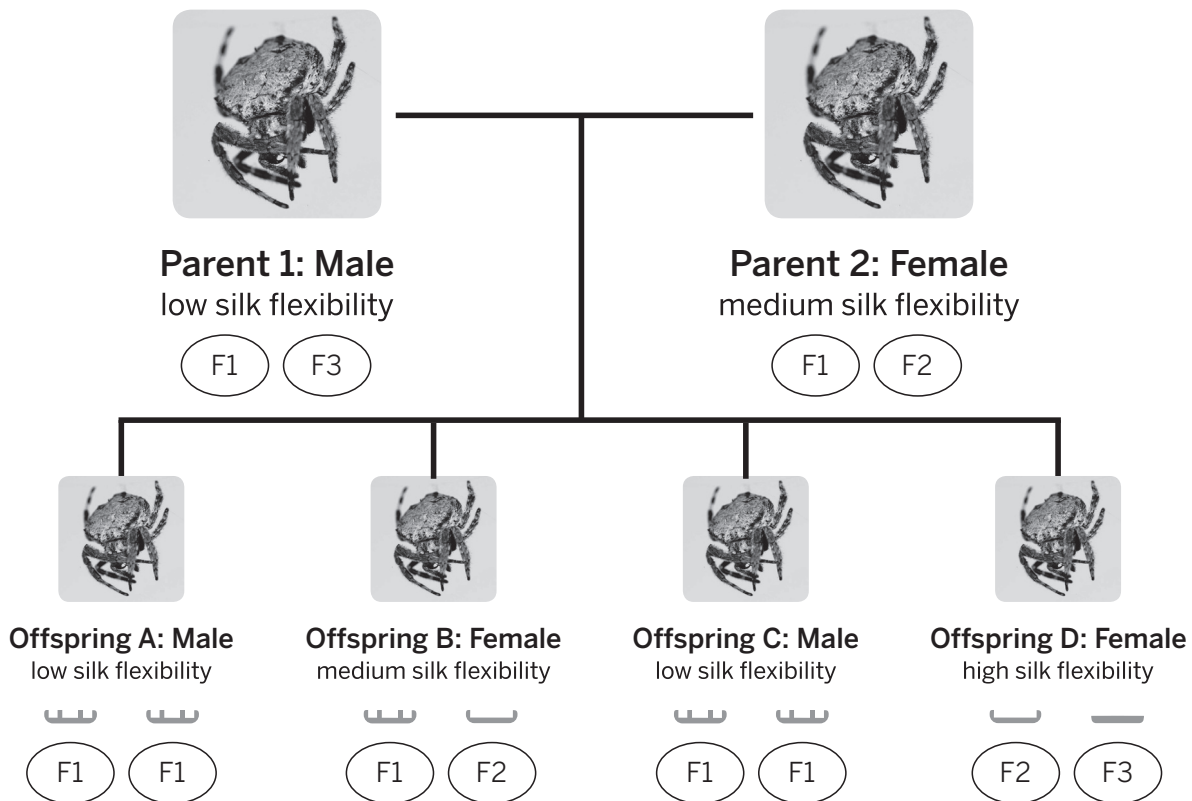 Parent 1: Male
low silk flexibility
F1 F3
Parent 2: Female
medium silk flexibility
F1 F2
Offspring A: Male
low silk flexibility
F1 F1
Offspring B: Female
medium silk flexibility
F1 F2
Offspring C: Male
low silk flexibility
F1 F1
Offspring D: Female
high silk flexibility
F2 F3